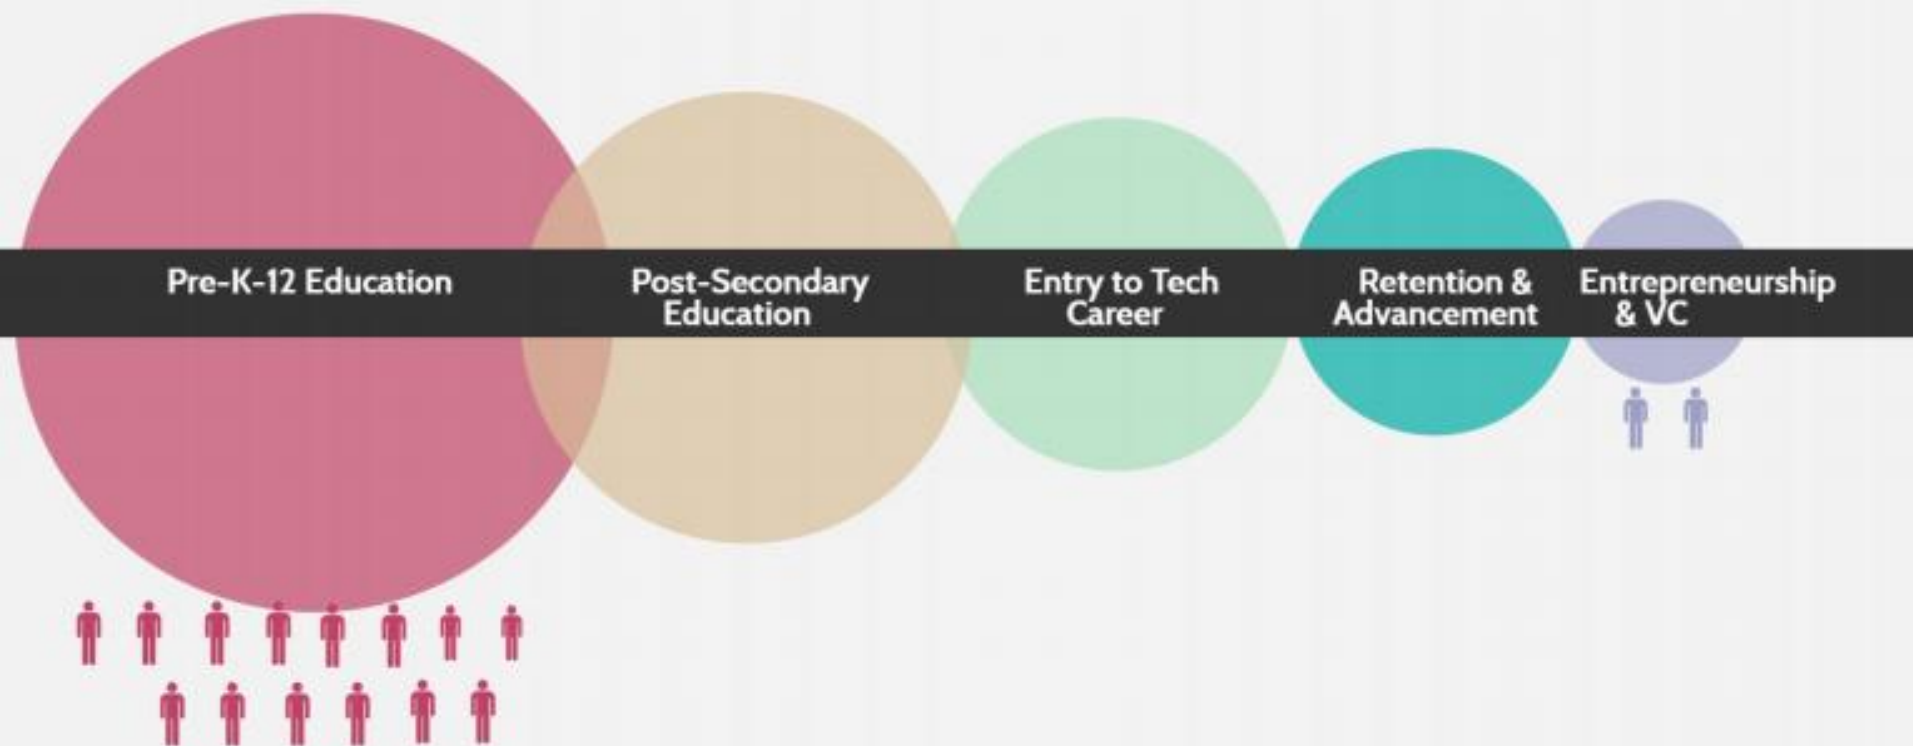 Pre-K-12 Education
Post-Secondary
Education
Entry to Tech
Career
Retention &
Advancement
Entrepreneurship
& VC